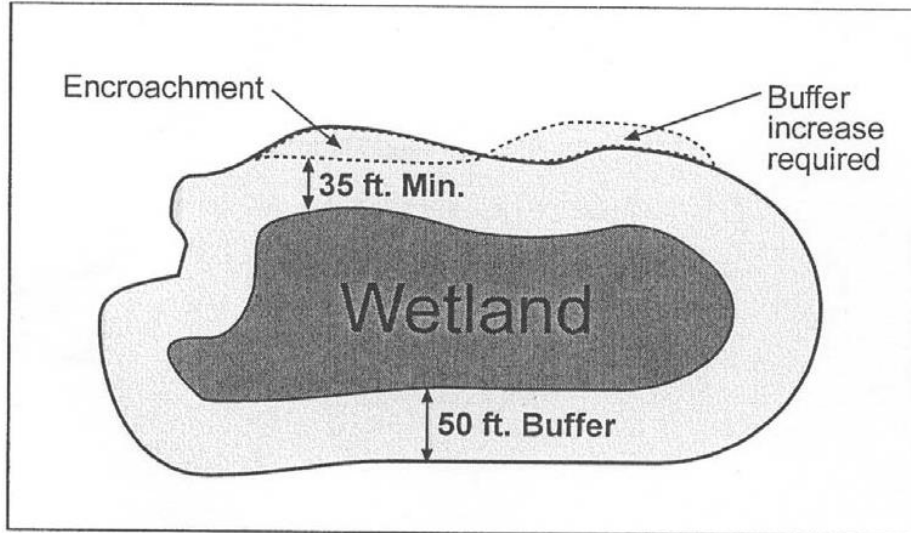 Encroachment
Buffer
increase
required
35 ft. Min.
Wetland
50 ft. Buffer